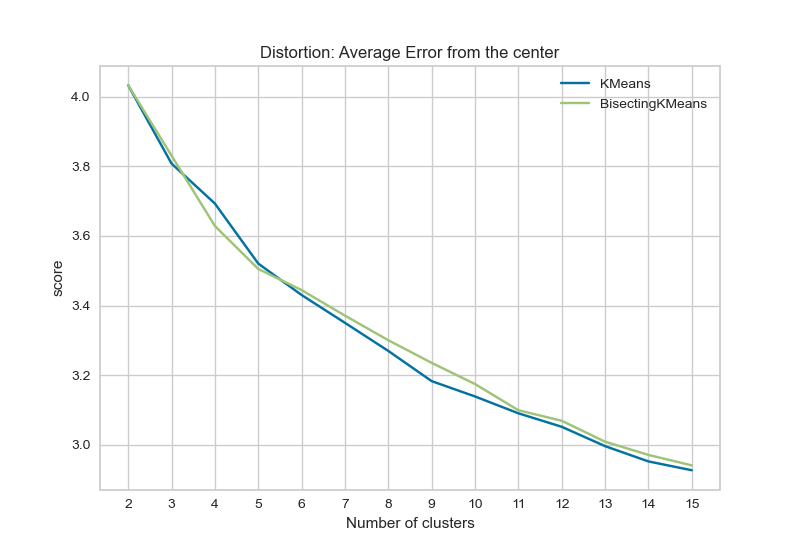 Distortion: Average Error from the center
KMeans
BisectingKMeans
4.0
3.8
3.6
3.4
3.2
3.0
score
2 3 4 5 6 7 8 9 10 11 12 13 14 15
Number of clusters